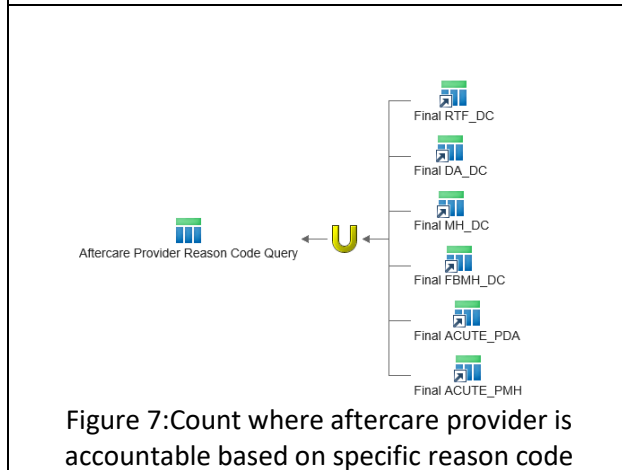 Final RTF_DC
Final DA_DC
Final MH_DC
Aftercare Provider Reason Code Query
U
Final FBMH_DC
Final ACUTE_PDA
Final ACUTE_PMH
Figure 7:Count where aftercare provider is
accountable based on specific reason code